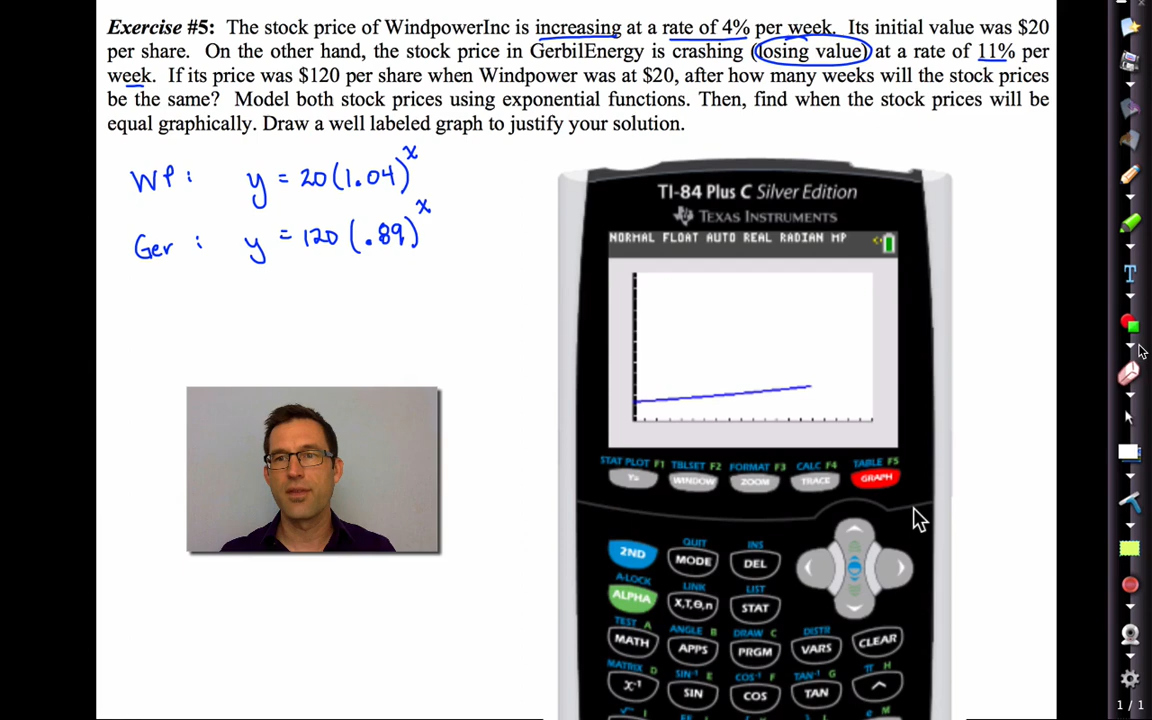 Exercise #5: The stock price of WindpowerInc is increasing at a rate of 4% per week. Its initial value was $20
per share. On the other hand, the stock price in GerbilEnergy is crashing (losing value) at a rate of 11% per
week. If its price was $120 per share when Windpower was at $20, after how many weeks will the stock prices
be the same? Model both stock prices using exponential functions. Then, find when the stock prices will be
equal graphically. Draw a well labeled graph to justify your solution.
WP: y = 20(1.04)^x
Ger: y = 120(.89)^x
TI-84 Plus C Silver Edition
TEXAS INSTRUMENTS
NORMAL FLOAT AUTO REAL RADIAN MP
STAT PLOT F1 TBLSET F2 FORMAT F3 CALC F4 TABLE F5
Y= WINDOW ZOOM TRACE GRAPH
QUIT INS
2ND MODE DEL
A-LOCK LINK LIST
ALPHA X,T,θ,n STAT
TEST A ANGLE B DRAW C DISTR
MATH APPS PRGM VARS CLEAR
MATRIX D SIN⁻¹ E COS⁻¹ F TAN⁻¹ G π H
x⁻¹ SIN COS TAN ^
T
1 / 1